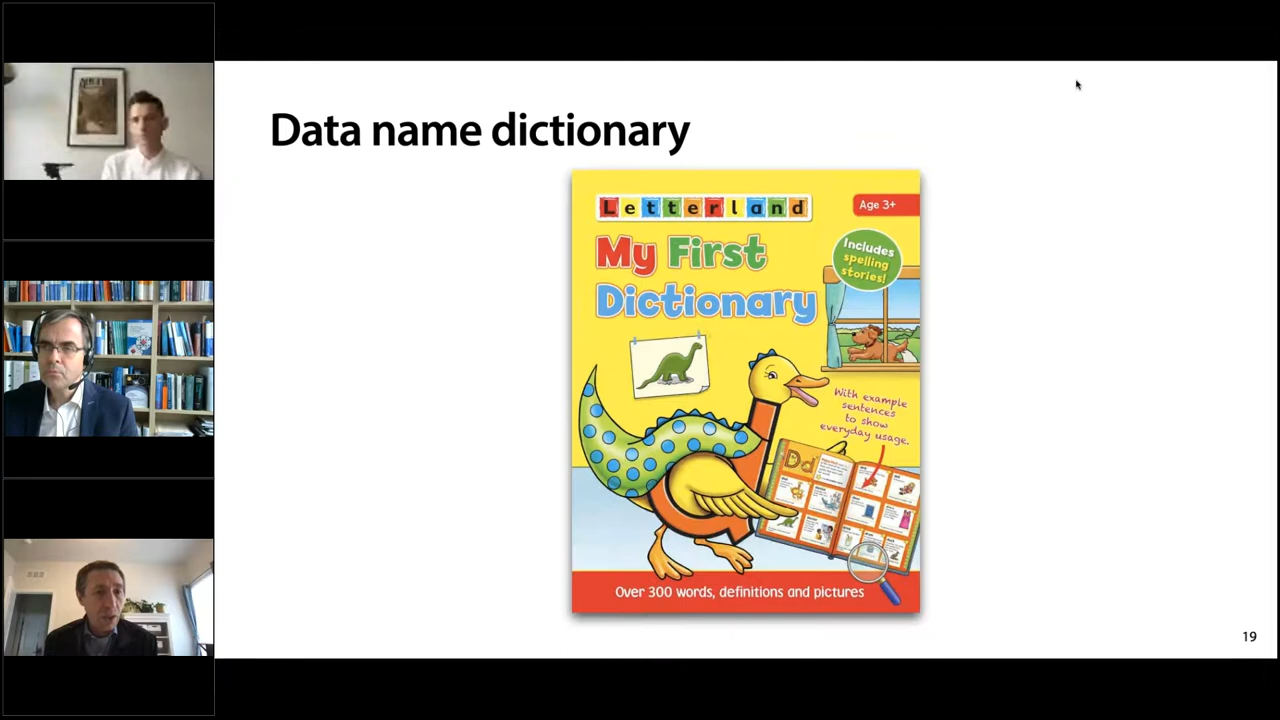 Data name dictionary
Letterland
Age 3+
My First
Dictionary
Includes
spelling
stories!
With example
sentences
to show
everyday usage.
Dd
Over 300 words, definitions and pictures
19